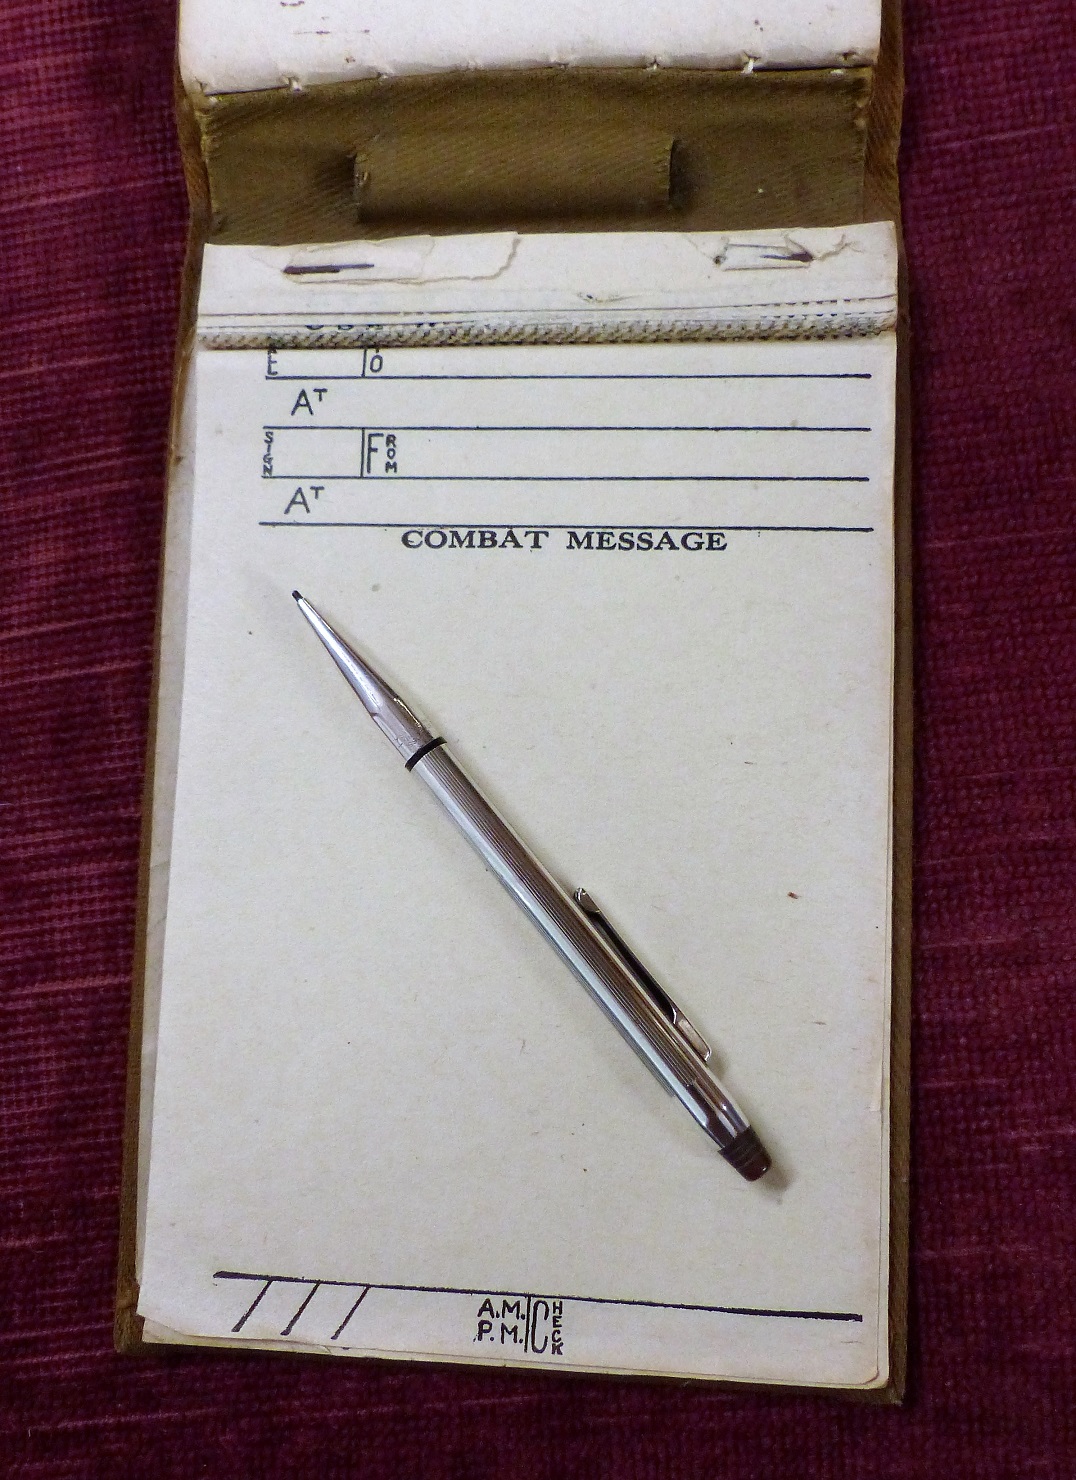 O
AT
SIGN FROM
AT
COMBAT MESSAGE
A.M. CHECK
P.M.